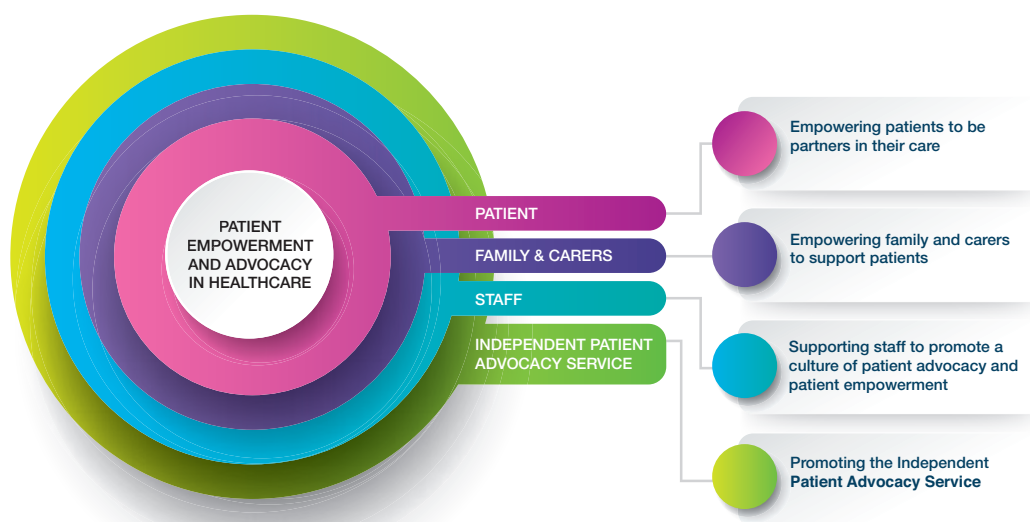 PATIENT
EMPOWERMENT
AND ADVOCACY
IN HEALTHCARE
PATIENT
FAMILY & CARERS
STAFF
INDEPENDENT PATIENT
ADVOCACY SERVICE
Empowering patients to be
partners in their care
Empowering family and carers
to support patients
Supporting staff to promote a
culture of patient advocacy and
patient empowerment
Promoting the Independent
Patient Advocacy Service